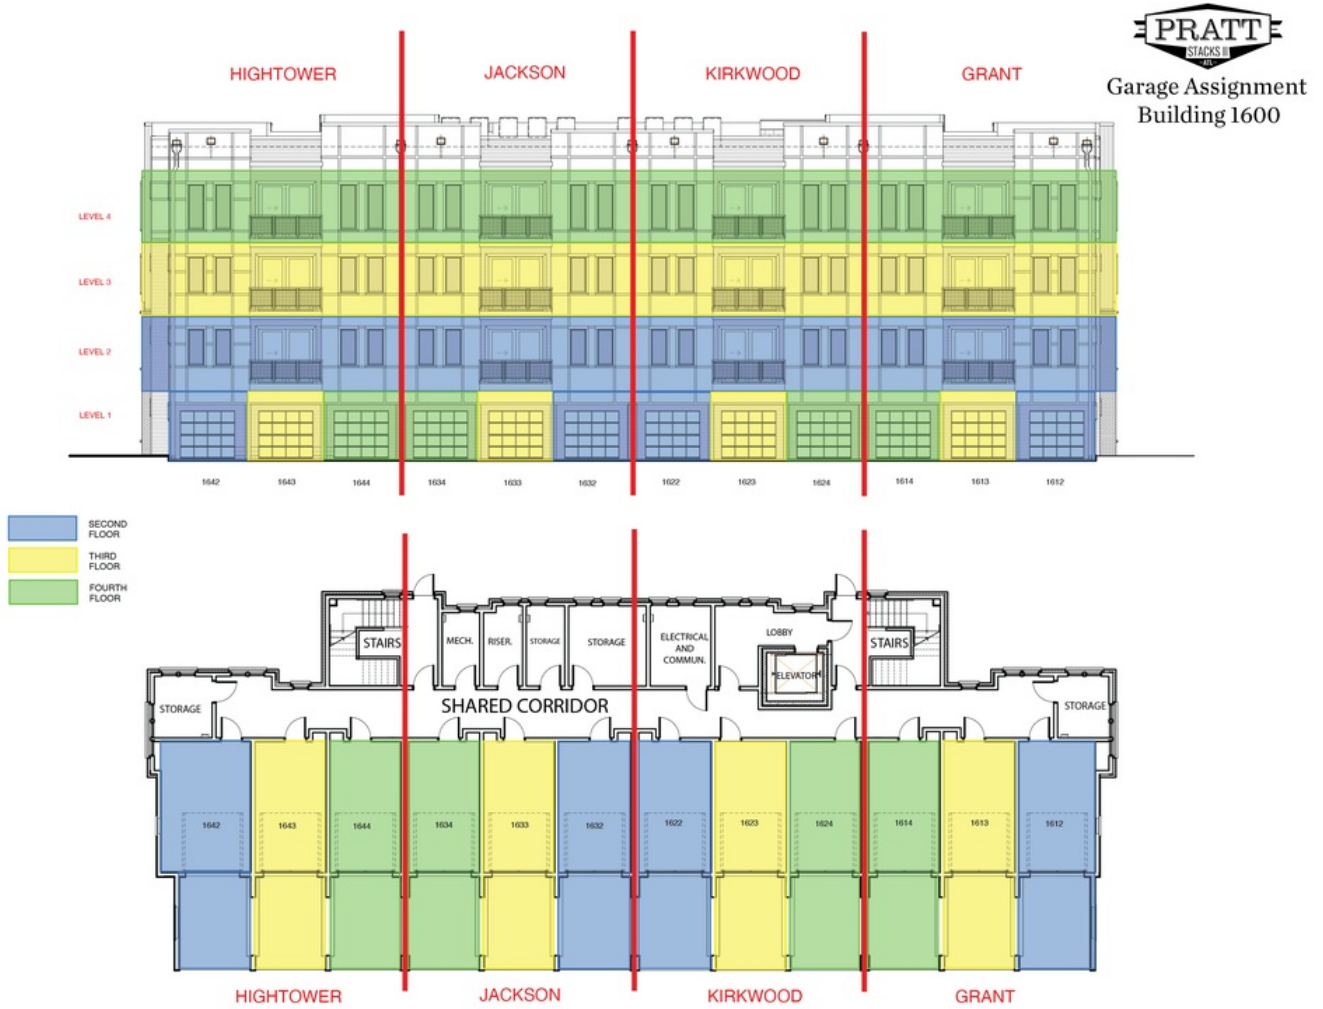 PRATT
STACKS III
-ATL-
Garage Assignment
Building 1600
HIGHTOWER
JACKSON
KIRKWOOD
GRANT
LEVEL 4
LEVEL 3
LEVEL 2
LEVEL 1
1642
1643
1644
1634
1633
1632
1622
1623
1624
1614
1613
1612
SECOND
FLOOR
THIRD
FLOOR
FOURTH
FLOOR
STAIRS
MECH.
RISER.
STORAGE
STORAGE
ELECTRICAL
AND
COMMUN.
LOBBY
ELEVATOR
STAIRS
STORAGE
SHARED CORRIDOR
STORAGE
1642
1643
1644
1634
1633
1632
1622
1623
1624
1614
1613
1612
HIGHTOWER
JACKSON
KIRKWOOD
GRANT